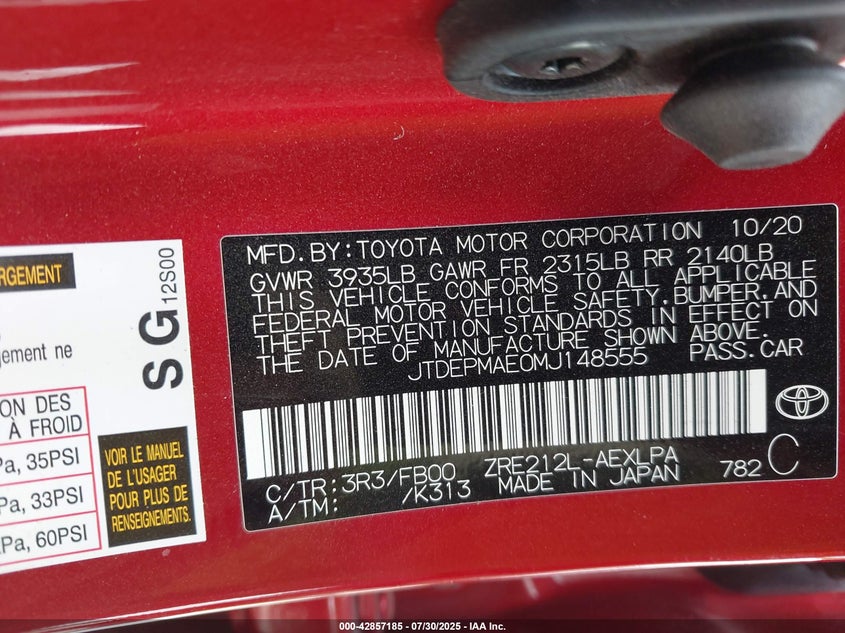 MFD. BY: TOYOTA MOTOR CORPORATION 10/20
GVWR 3935LB GAWR FR 2315LB RR 2140LB
THIS VEHICLE CONFORMS TO ALL APPLICABLE
FEDERAL MOTOR VEHICLE SAFETY, BUMPER, AND
THEFT PREVENTION STANDARDS IN EFFECT ON
THE DATE OF MANUFACTURE SHOWN ABOVE.
JTDEPMAE0MJ148555 PASS.CAR
C/TR: 3R3/FB00 ZRE212L-AEXLPA 782 C
A/TM: /K313 MADE IN JAPAN
ARGEMENT
SG 12S00
gement ne
ON DES
À FROID
Pa, 35PSI
Pa, 33PSI
kPa, 60PSI
VOIR LE MANUEL
DE L'USAGER
POUR PLUS DE
RENSEIGNEMENTS.
000-42857185 | 07/30/2025 - IAA Inc.